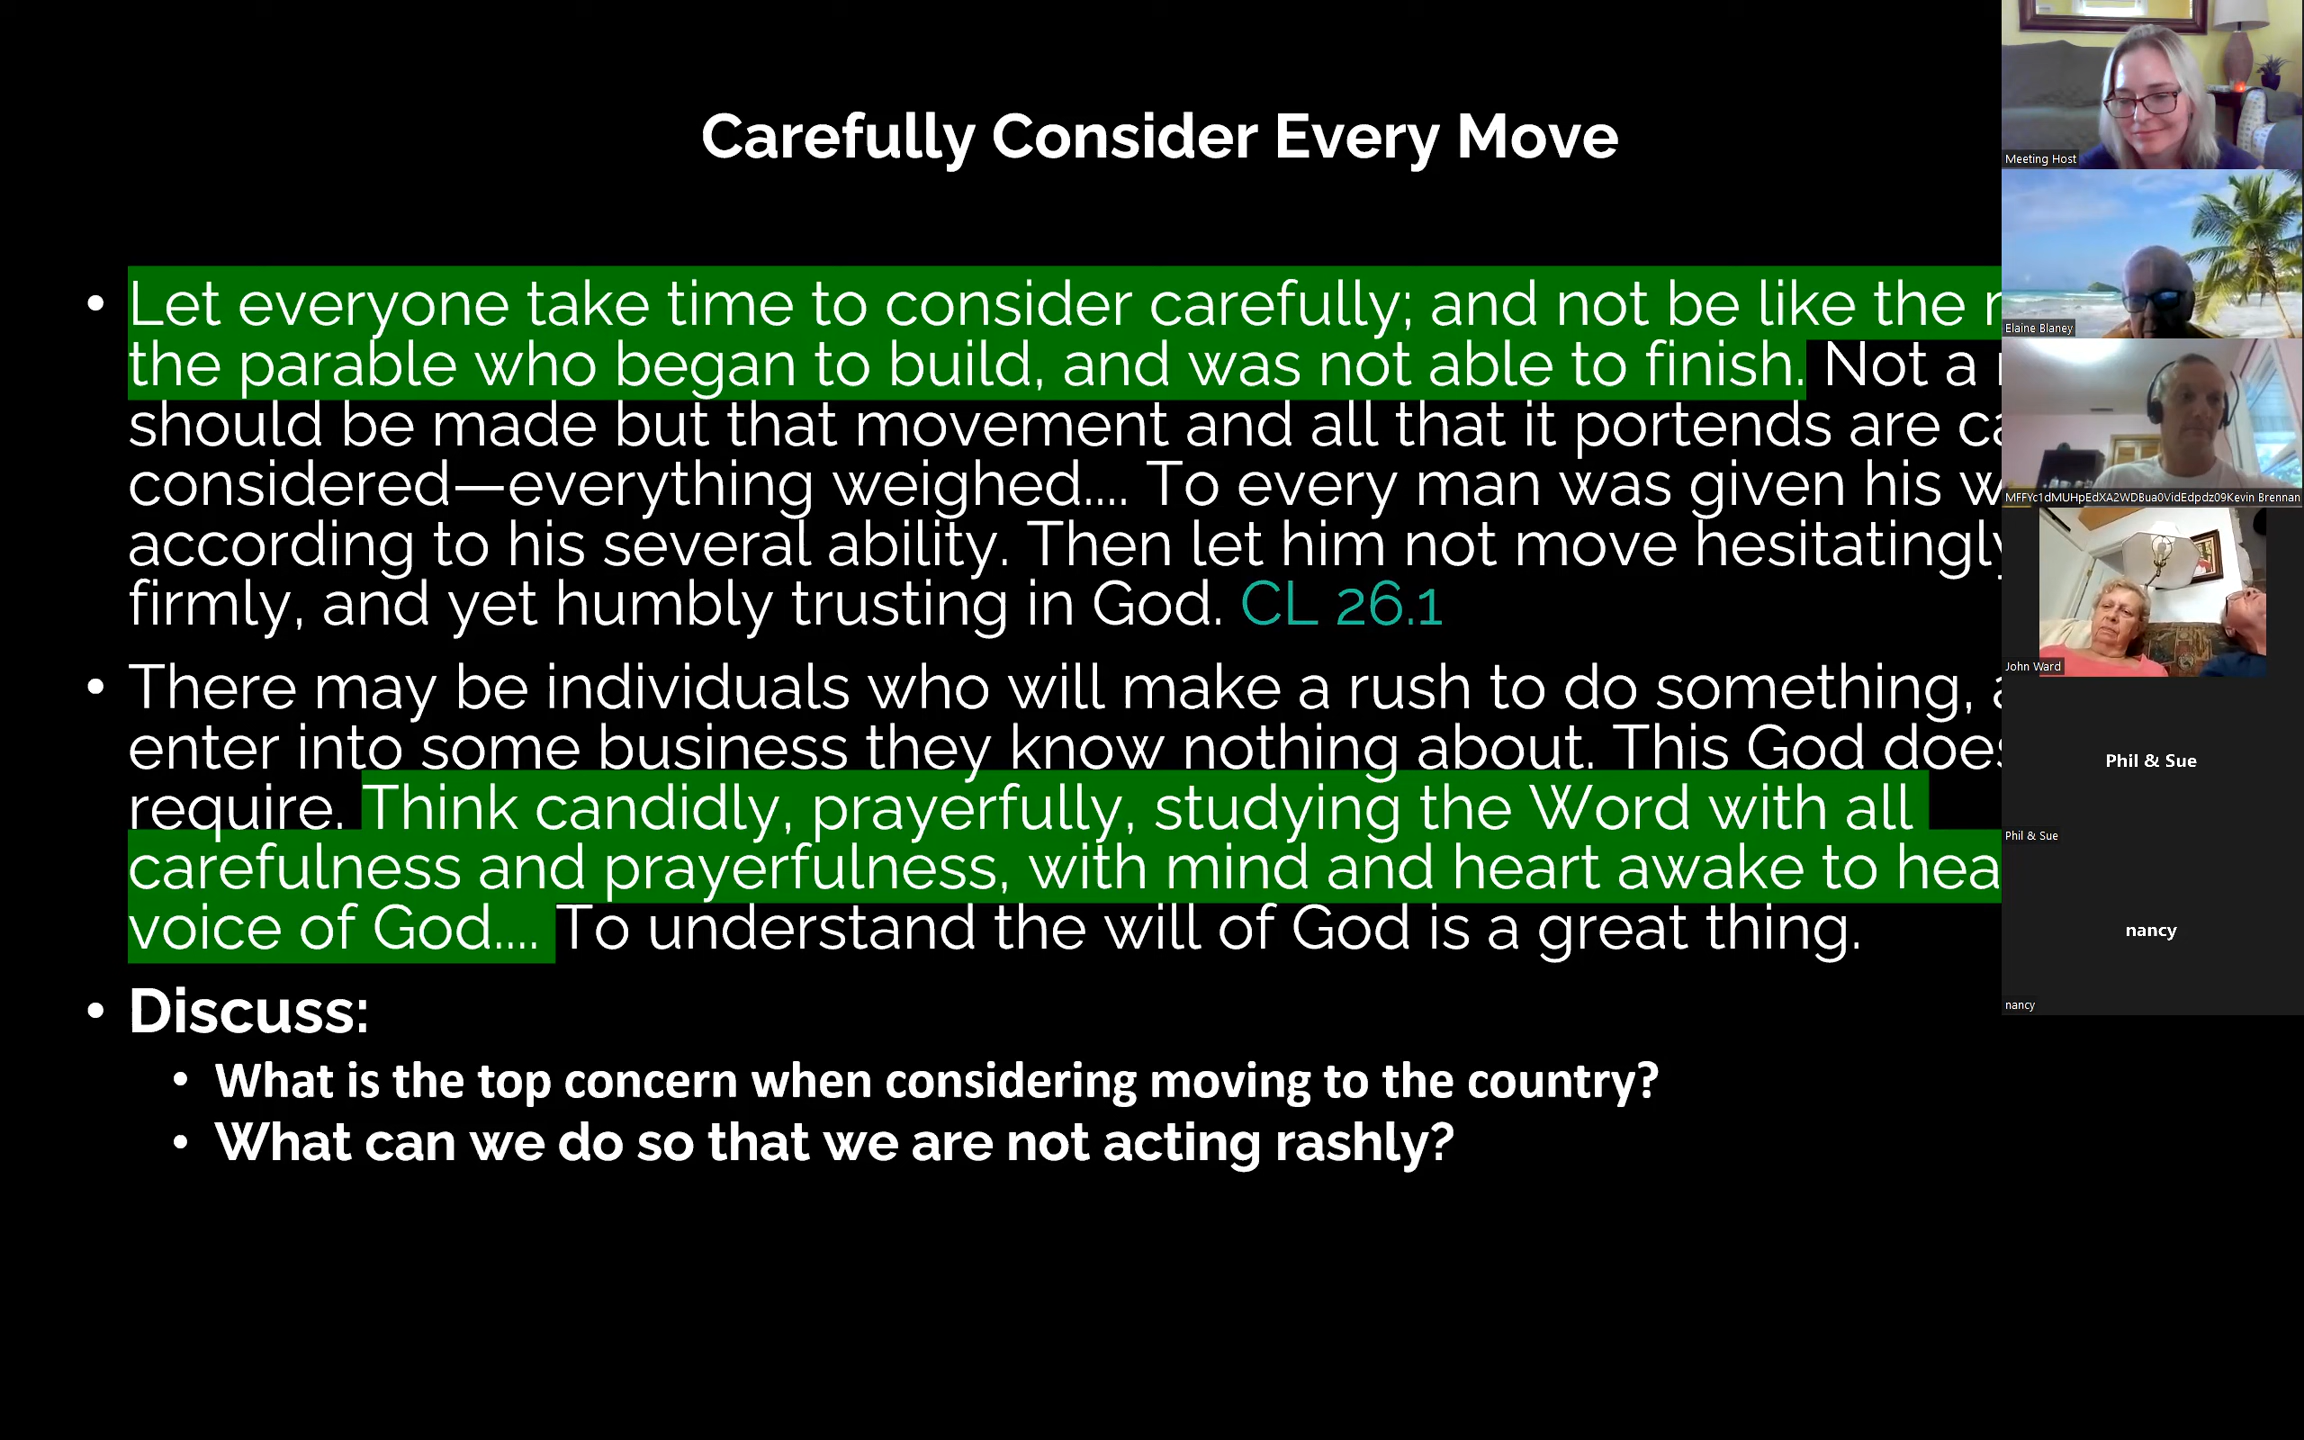 Carefully Consider Every Move
• Let everyone take time to consider carefully; and not be like the
the parable who began to build, and was not able to finish. Not a
should be made but that movement and all that it portends are
considered—everything weighed.... To every man was given his
according to his several ability. Then let him not move hesitatingly
firmly, and yet humbly trusting in God. CL 26.1
• There may be individuals who will make a rush to do something,
enter into some business they know nothing about. This God
require. Think candidly, prayerfully, studying the Word with all
carefulness and prayerfulness, with mind and heart awake to
voice of God.... To understand the will of God is a great thing.
• Discuss:
• What is the top concern when considering moving to the country?
• What can we do so that we are not acting rashly?
Meeting Host
Elaine Blaney
MFFYc1dMUHpEdXA2WDBua0VidEdpdz09Kevin Brennan
John Ward
Phil & Sue
Phil & Sue
nancy
nancy